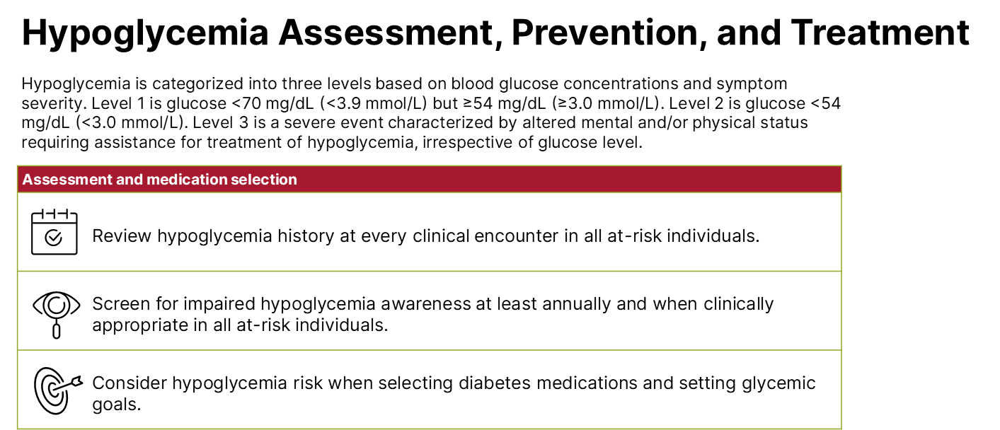 Hypoglycemia Assessment, Prevention, and Treatment
Hypoglycemia is categorized into three levels based on blood glucose concentrations and symptom
severity. Level 1 is glucose <70 mg/dL (<3.9 mmol/L) but ≥54 mg/dL (≥3.0 mmol/L). Level 2 is glucose <54
mg/dL (<3.0 mmol/L). Level 3 is a severe event characterized by altered mental and/or physical status
requiring assistance for treatment of hypoglycemia, irrespective of glucose level.
Assessment and medication selection
Review hypoglycemia history at every clinical encounter in all at-risk individuals.
Screen for impaired hypoglycemia awareness at least annually and when clinically
appropriate in all at-risk individuals.
Consider hypoglycemia risk when selecting diabetes medications and setting glycemic
goals.